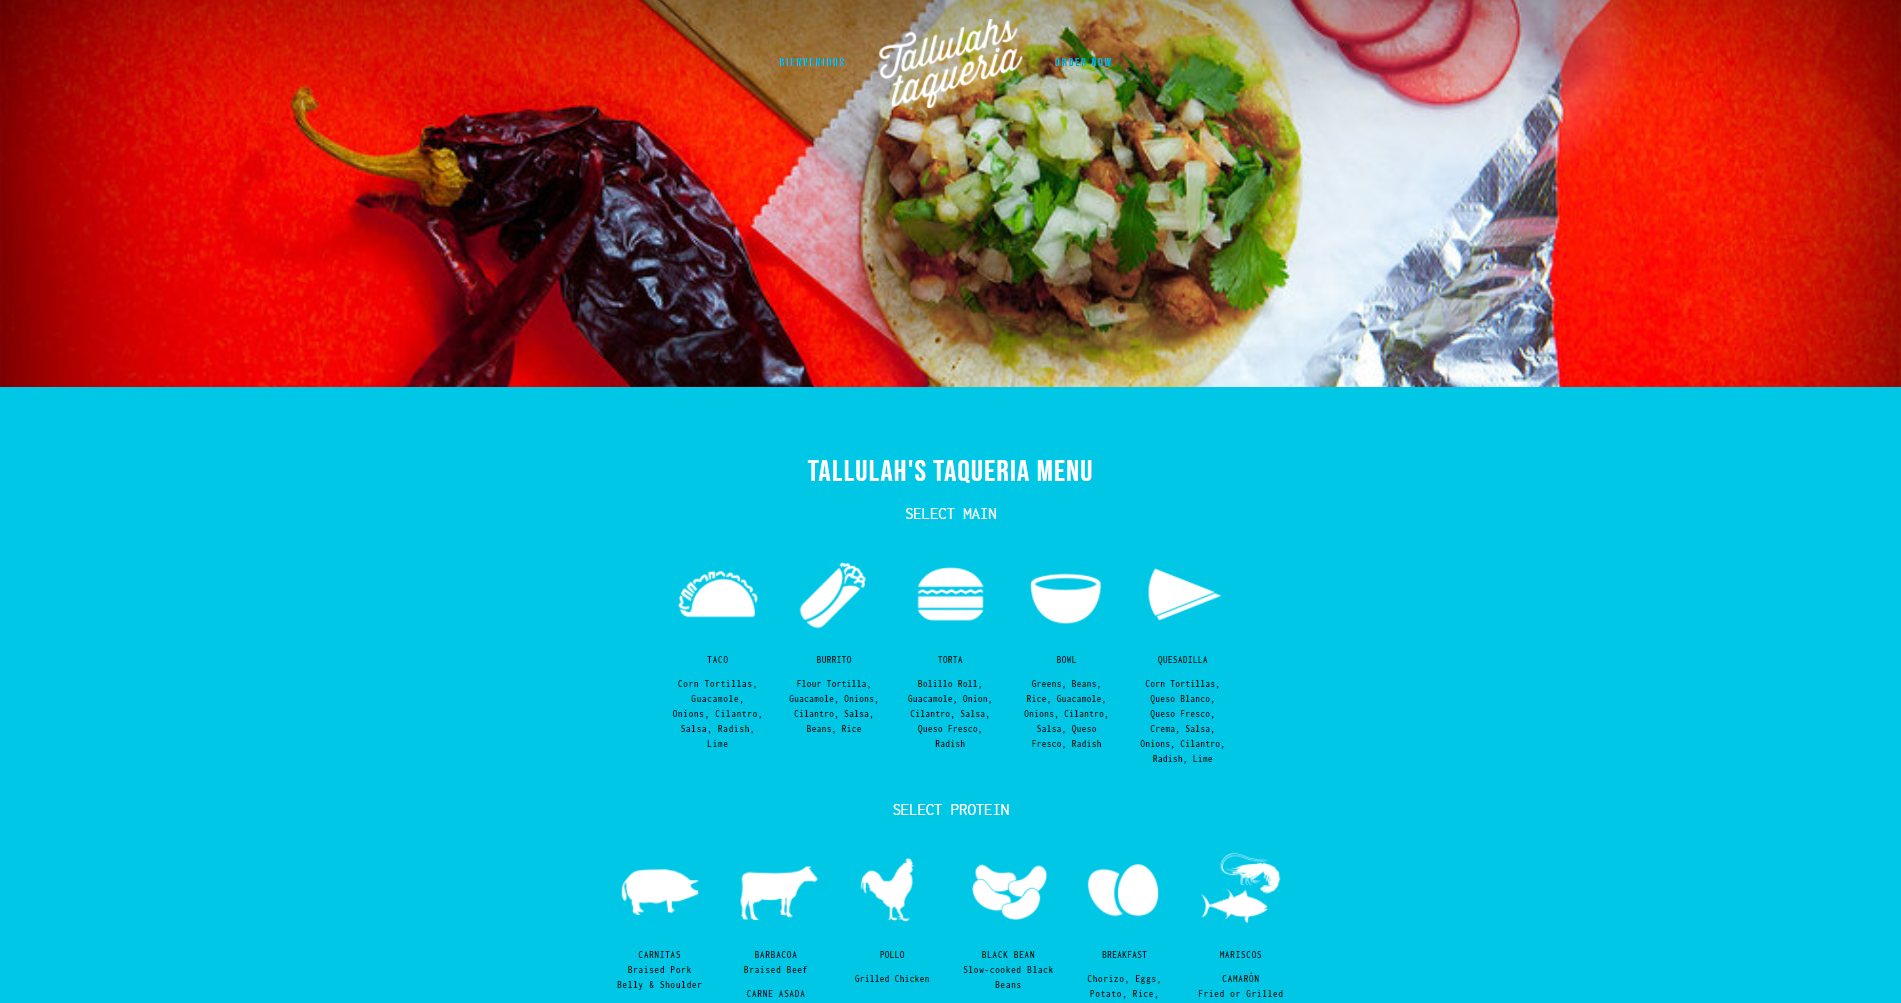 BIENVENIDOS
Tallulahs
taqueria
ORDER NOW
TALLULAH'S TAQUERIA MENU
SELECT MAIN
TACO
Corn Tortillas,
Guacamole,
Onions, Cilantro,
Salsa, Radish,
Lime
BURRITO
Flour Tortilla,
Guacamole, Onions,
Cilantro, Salsa,
Beans, Rice
TORTA
Bolillo Roll,
Guacamole, Onion,
Cilantro, Salsa,
Queso Fresco,
Radish
BOWL
Greens, Beans,
Rice, Guacamole,
Onions, Cilantro,
Salsa, Queso
Fresco, Radish
QUESADILLA
Corn Tortillas,
Queso Blanco,
Queso Fresco,
Crema, Salsa,
Onions, Cilantro,
Radish, Lime
SELECT PROTEIN
CARNITAS
Braised Pork
Belly & Shoulder
BARBACOA
Braised Beef
CARNE ASADA
POLLO
Grilled Chicken
BLACK BEAN
Slow-cooked Black
Beans
BREAKFAST
Chorizo, Eggs,
Potato, Rice,
MARISCOS
CAMARÓN
Fried or Grilled